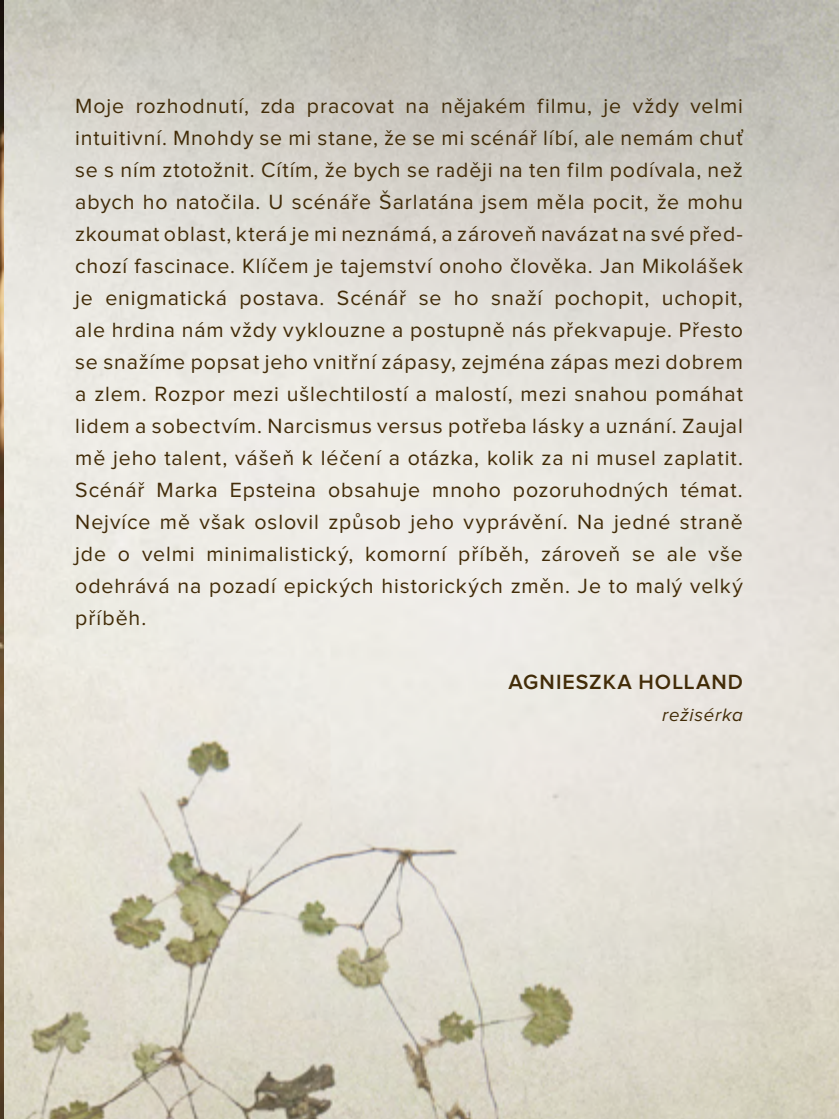 Moje rozhodnutí, zda pracovat na nějakém filmu, je vždy velmi
intuitivní. Mnohdy se mi stane, že se mi scénář líbí, ale nemám chuť
se s ním ztotožnit. Cítím, že bych se raději na ten film podívala, než
abych ho natočila. U scénáře Šarlatána jsem měla pocit, že mohu
zkoumat oblast, která je mi neznámá, a zároveň navázat na své před-
chozí fascinace. Klíčem je tajemství onoho člověka. Jan Mikolášek
je enigmatická postava. Scénář se ho snaží pochopit, uchopit,
ale hrdina nám vždy vyklouzne a postupně nás překvapuje. Přesto
se snažíme popsat jeho vnitřní zápasy, zejména zápas mezi dobrem
a zlem. Rozpor mezi ušlechtilostí a malostí, mezi snahou pomáhat
lidem a sobectvím. Narcismus versus potřeba lásky a uznání. Zaujal
mě jeho talent, vášeň k léčení a otázka, kolik za ni musel zaplatit.
Scénář Marka Epsteina obsahuje mnoho pozoruhodných témat.
Nejvíce mě však oslovil způsob jeho vyprávění. Na jedné straně
jde o velmi minimalistický, komorní příběh, zároveň se ale vše
odehrává na pozadí epických historických změn. Je to malý velký
příběh.
AGNIESZKA HOLLAND
režisérka